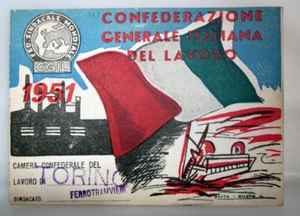 FED. SINDACALE MONDIALE
CGIL
CONFEDERAZIONE
GENERALE ITALIANA
DEL LAVORO
1951
CAMERA CONFEDERALE DEL
LAVORO DI TORINO
FERROTRAMVIERI
SINDACATO